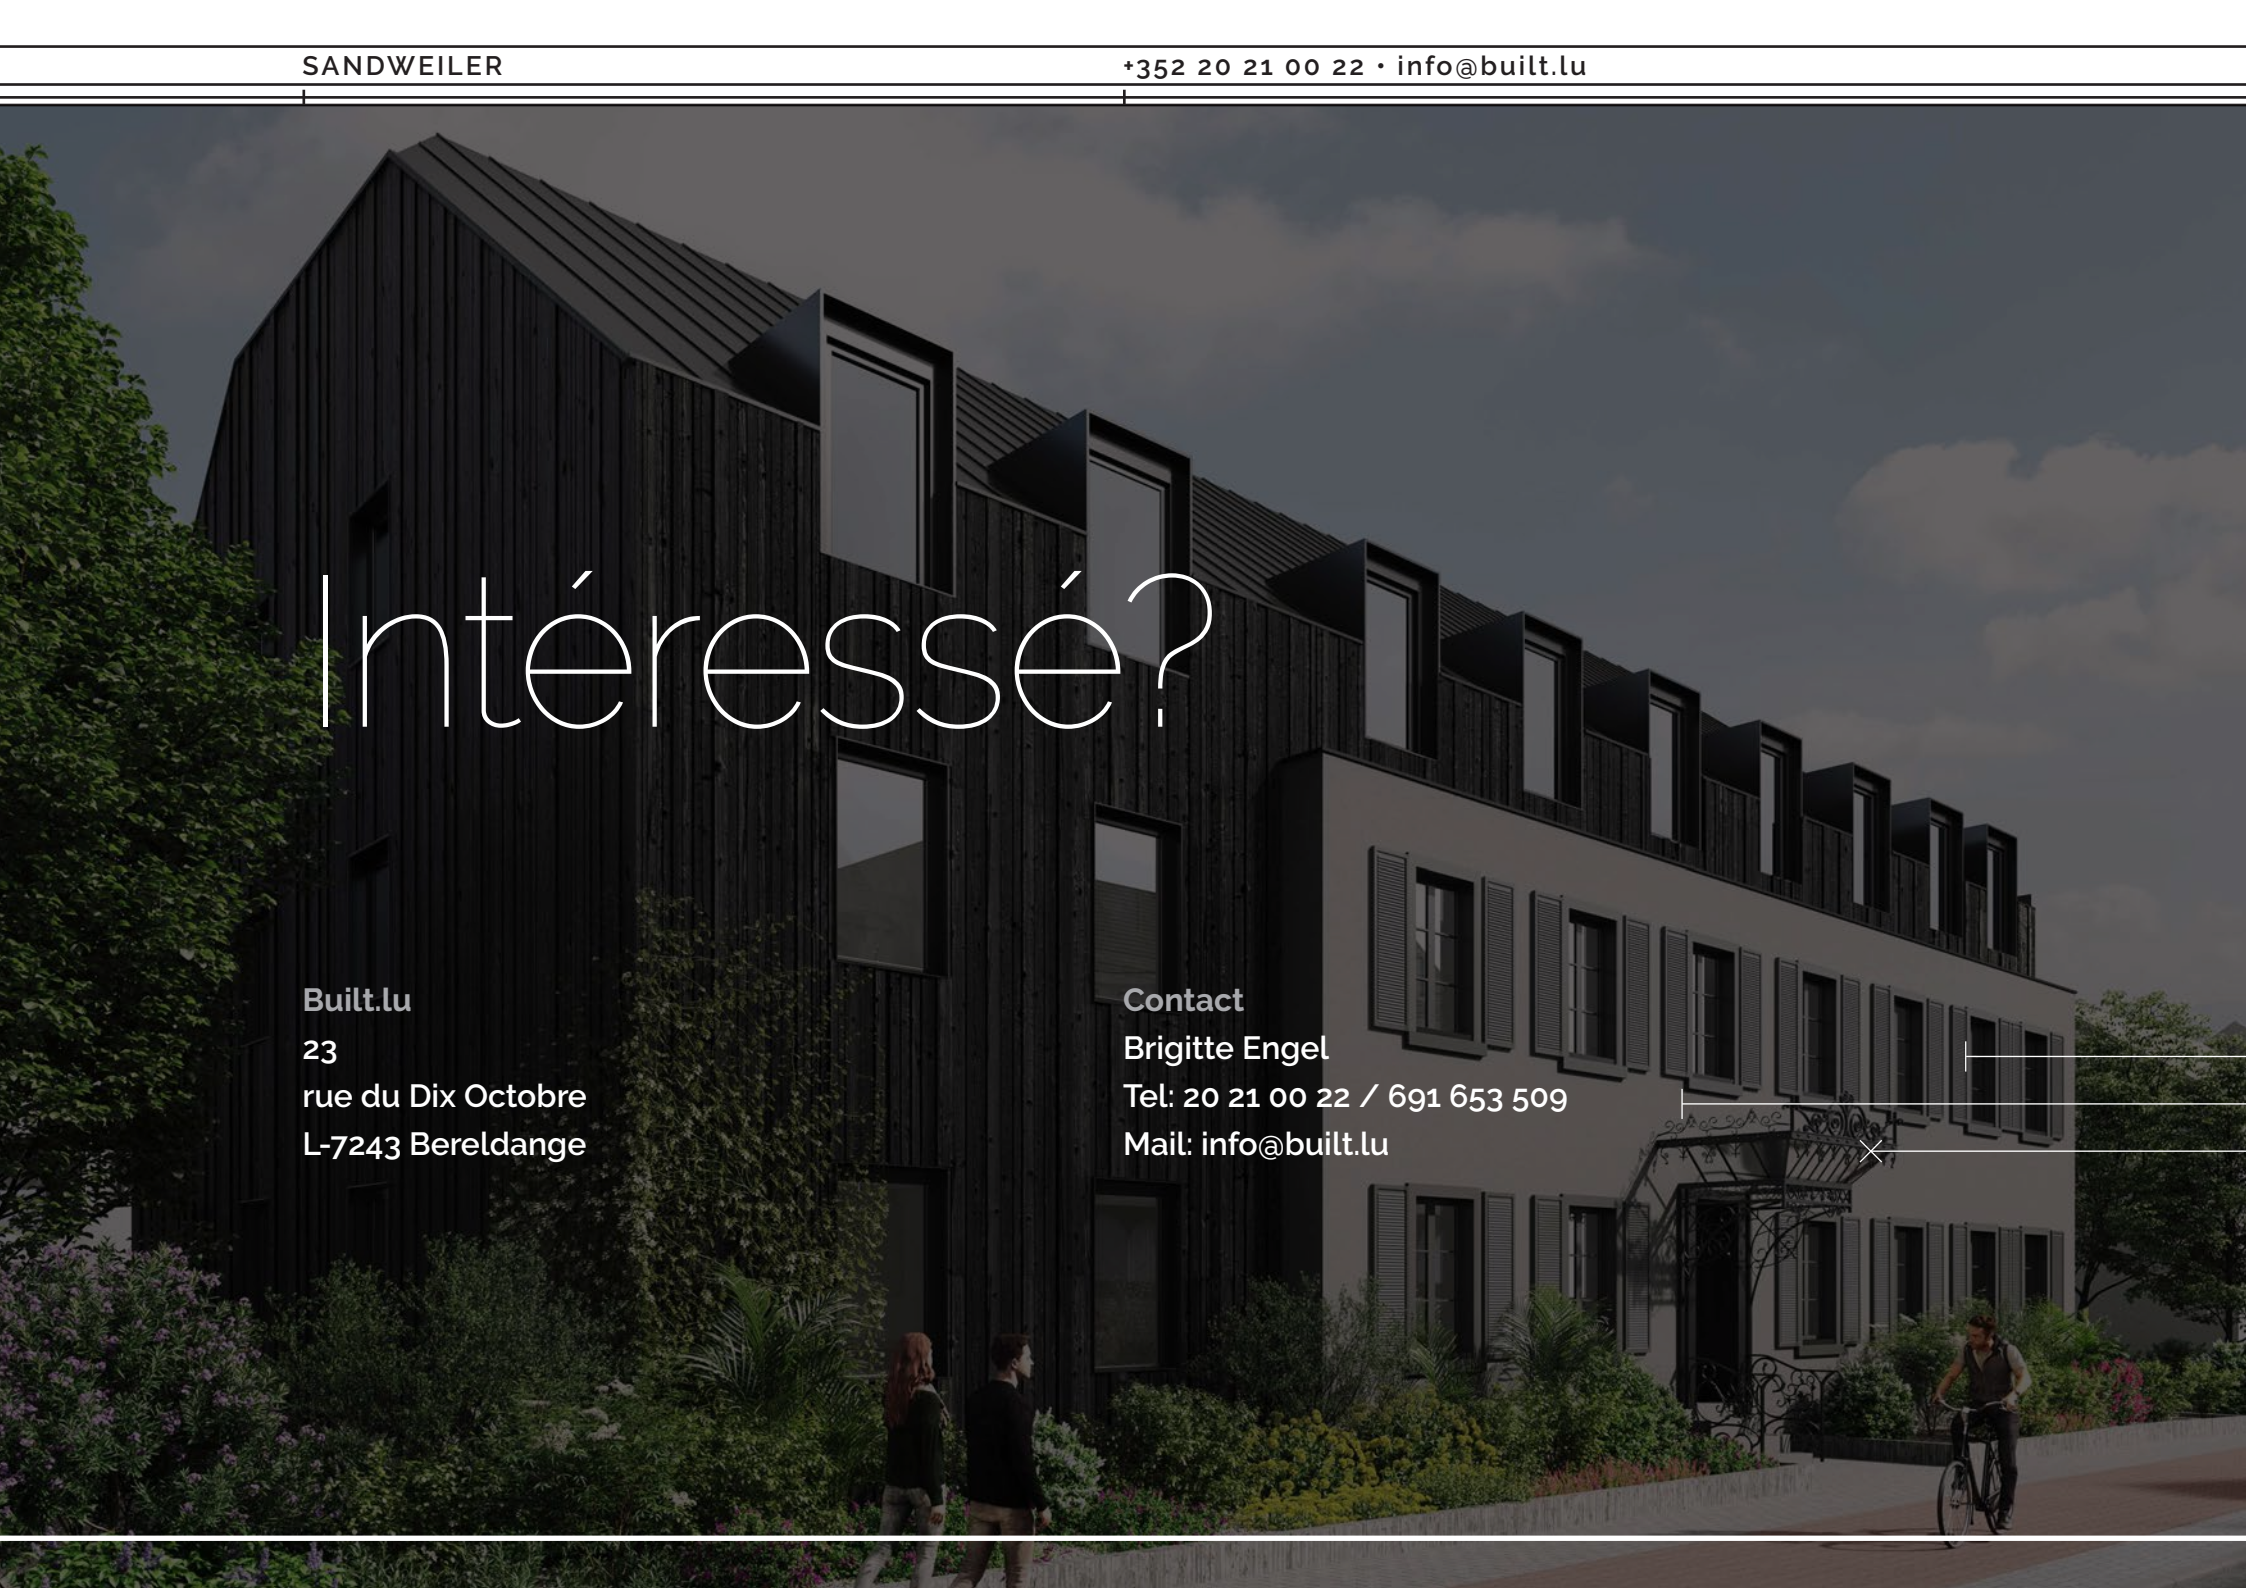 SANDWEILER
+352 20 21 00 22 • info@built.lu
Intéressé?
Built.lu
23
rue du Dix Octobre
L-7243 Bereldange
Contact
Brigitte Engel
Tel: 20 21 00 22 / 691 653 509
Mail: info@built.lu